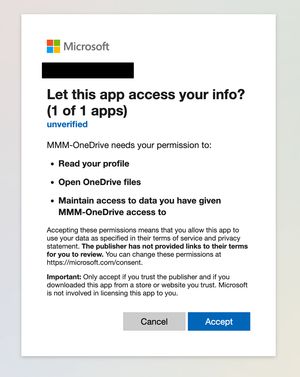 Microsoft
Let this app access your info?
(1 of 1 apps)
unverified
MMM-OneDrive needs your permission to:
• Read your profile
• Open OneDrive files
• Maintain access to data you have given
MMM-OneDrive access to
Accepting these permissions means that you allow this app to
use your data as specified in their terms of service and privacy
statement. The publisher has not provided links to their terms
for you to review. You can change these permissions at
https://microsoft.com/consent.
Important: Only accept if you trust the publisher and if you
downloaded this app from a store or website you trust. Microsoft
is not involved in licensing this app to you.
Cancel
Accept